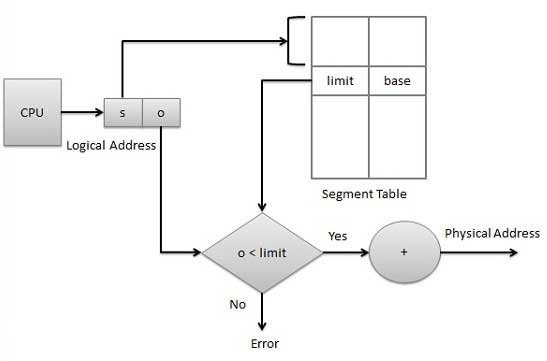 limit base
CPU
s o
Logical Address
Segment Table
Yes
Physical Address
o < limit
+
No
Error